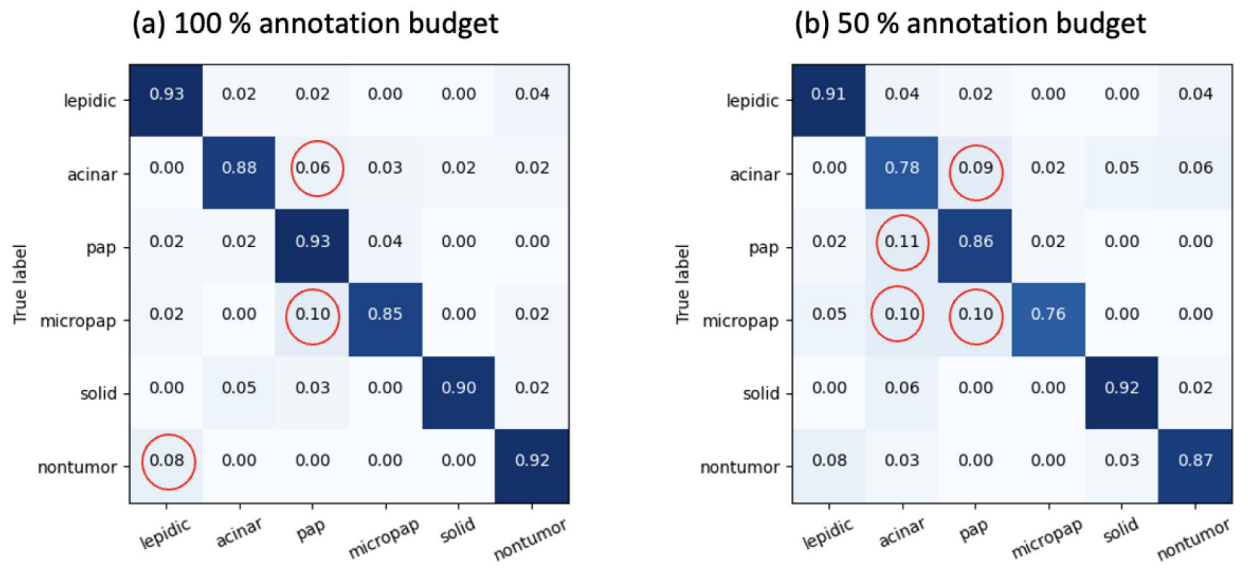 (a) 100 % annotation budget
(b) 50 % annotation budget
True label
lepidic 0.93 0.02 0.02 0.00 0.00 0.04
acinar 0.00 0.88 0.06 0.03 0.02 0.02
pap 0.02 0.02 0.93 0.04 0.00 0.00
micropap 0.02 0.00 0.10 0.85 0.00 0.02
solid 0.00 0.05 0.03 0.00 0.90 0.02
nontumor 0.08 0.00 0.00 0.00 0.00 0.92
lepidic acinar pap micropap solid nontumor
True label
lepidic 0.91 0.04 0.02 0.00 0.00 0.04
acinar 0.00 0.78 0.09 0.02 0.05 0.06
pap 0.02 0.11 0.86 0.02 0.00 0.00
micropap 0.05 0.10 0.10 0.76 0.00 0.00
solid 0.00 0.06 0.00 0.00 0.92 0.02
nontumor 0.08 0.03 0.00 0.00 0.03 0.87
lepidic acinar pap micropap solid nontumor